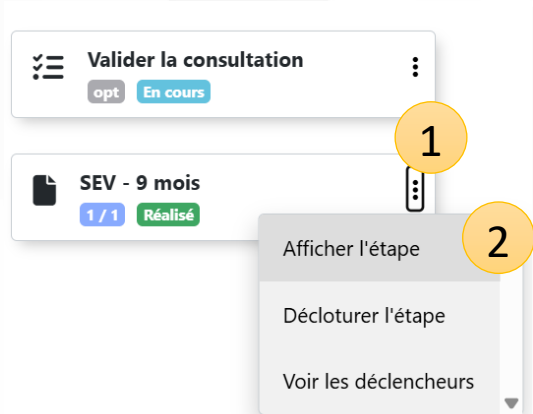 Valider la consultation
opt En cours
1
SEV - 9 mois
1 / 1 Réalisé
Afficher l'étape
2
Décloturer l'étape
Voir les déclencheurs